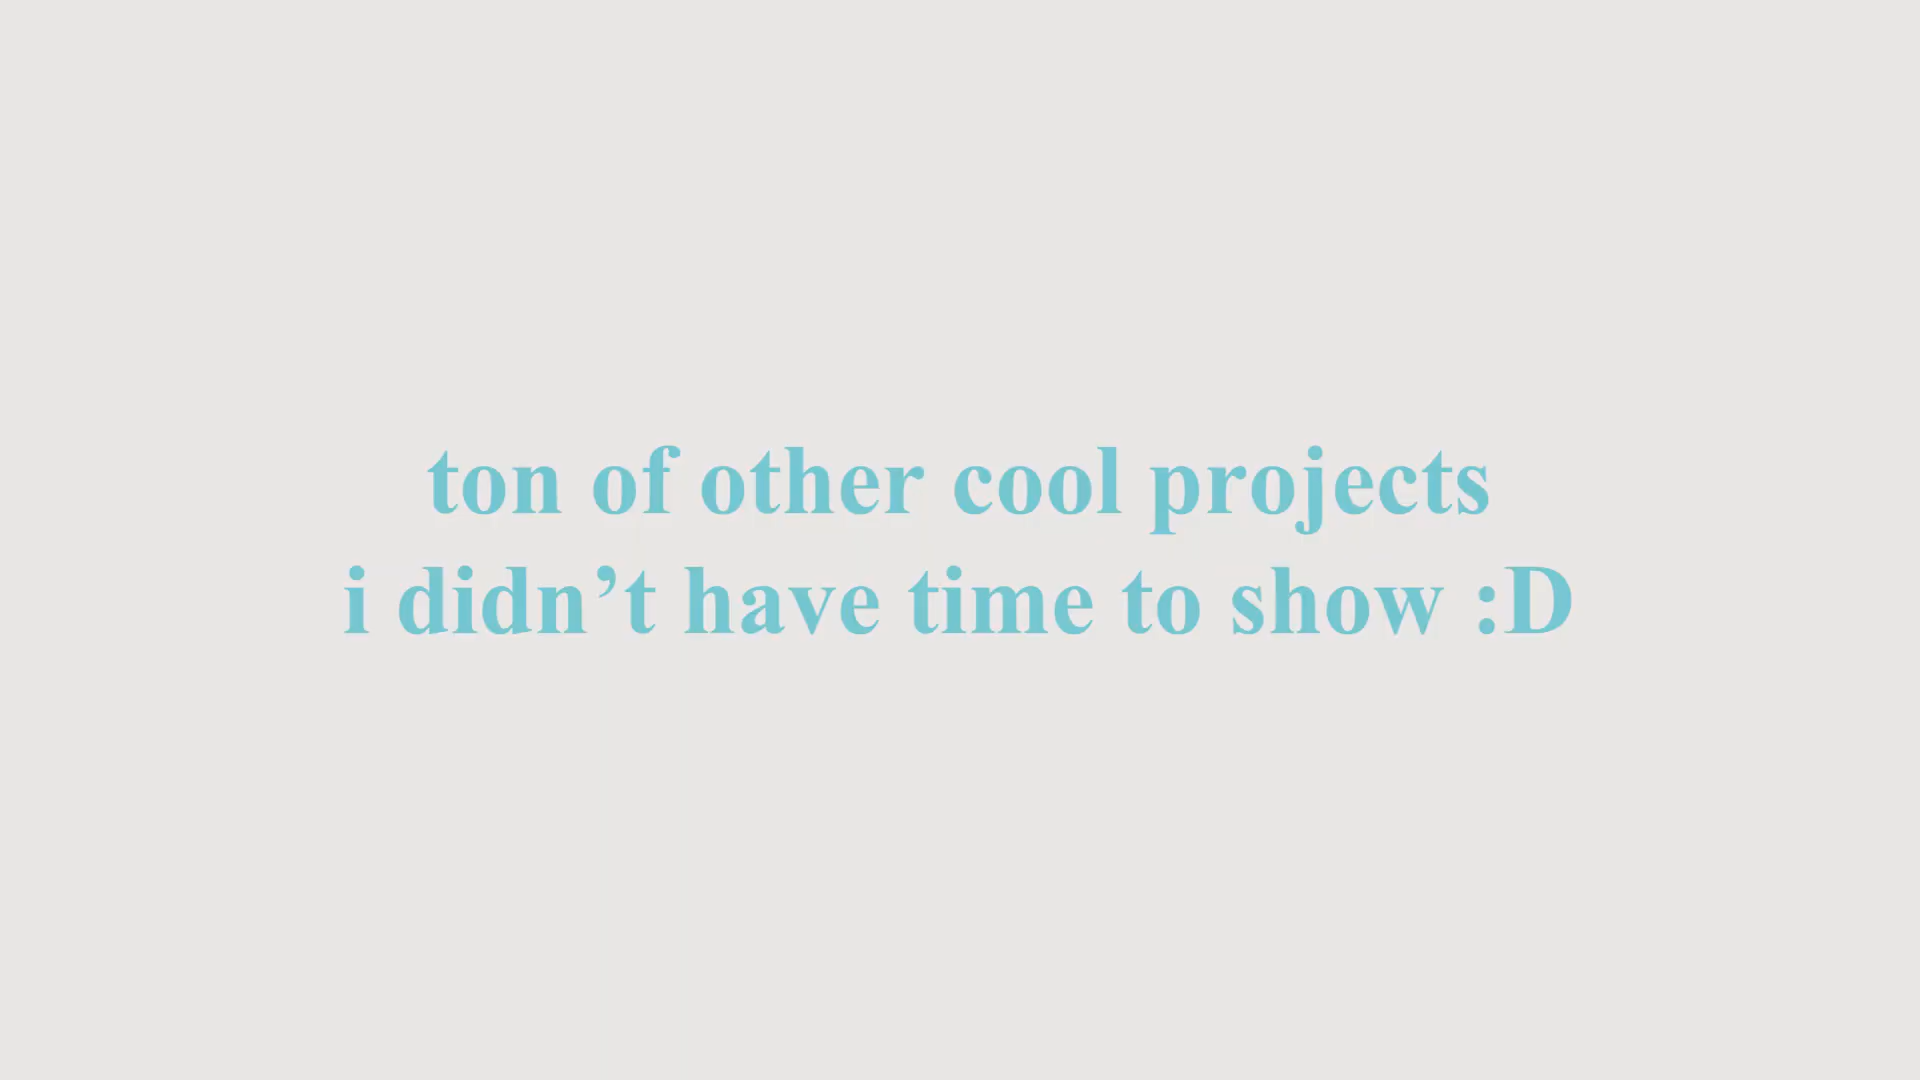 ton of other cool projects
i didn’t have time to show :D